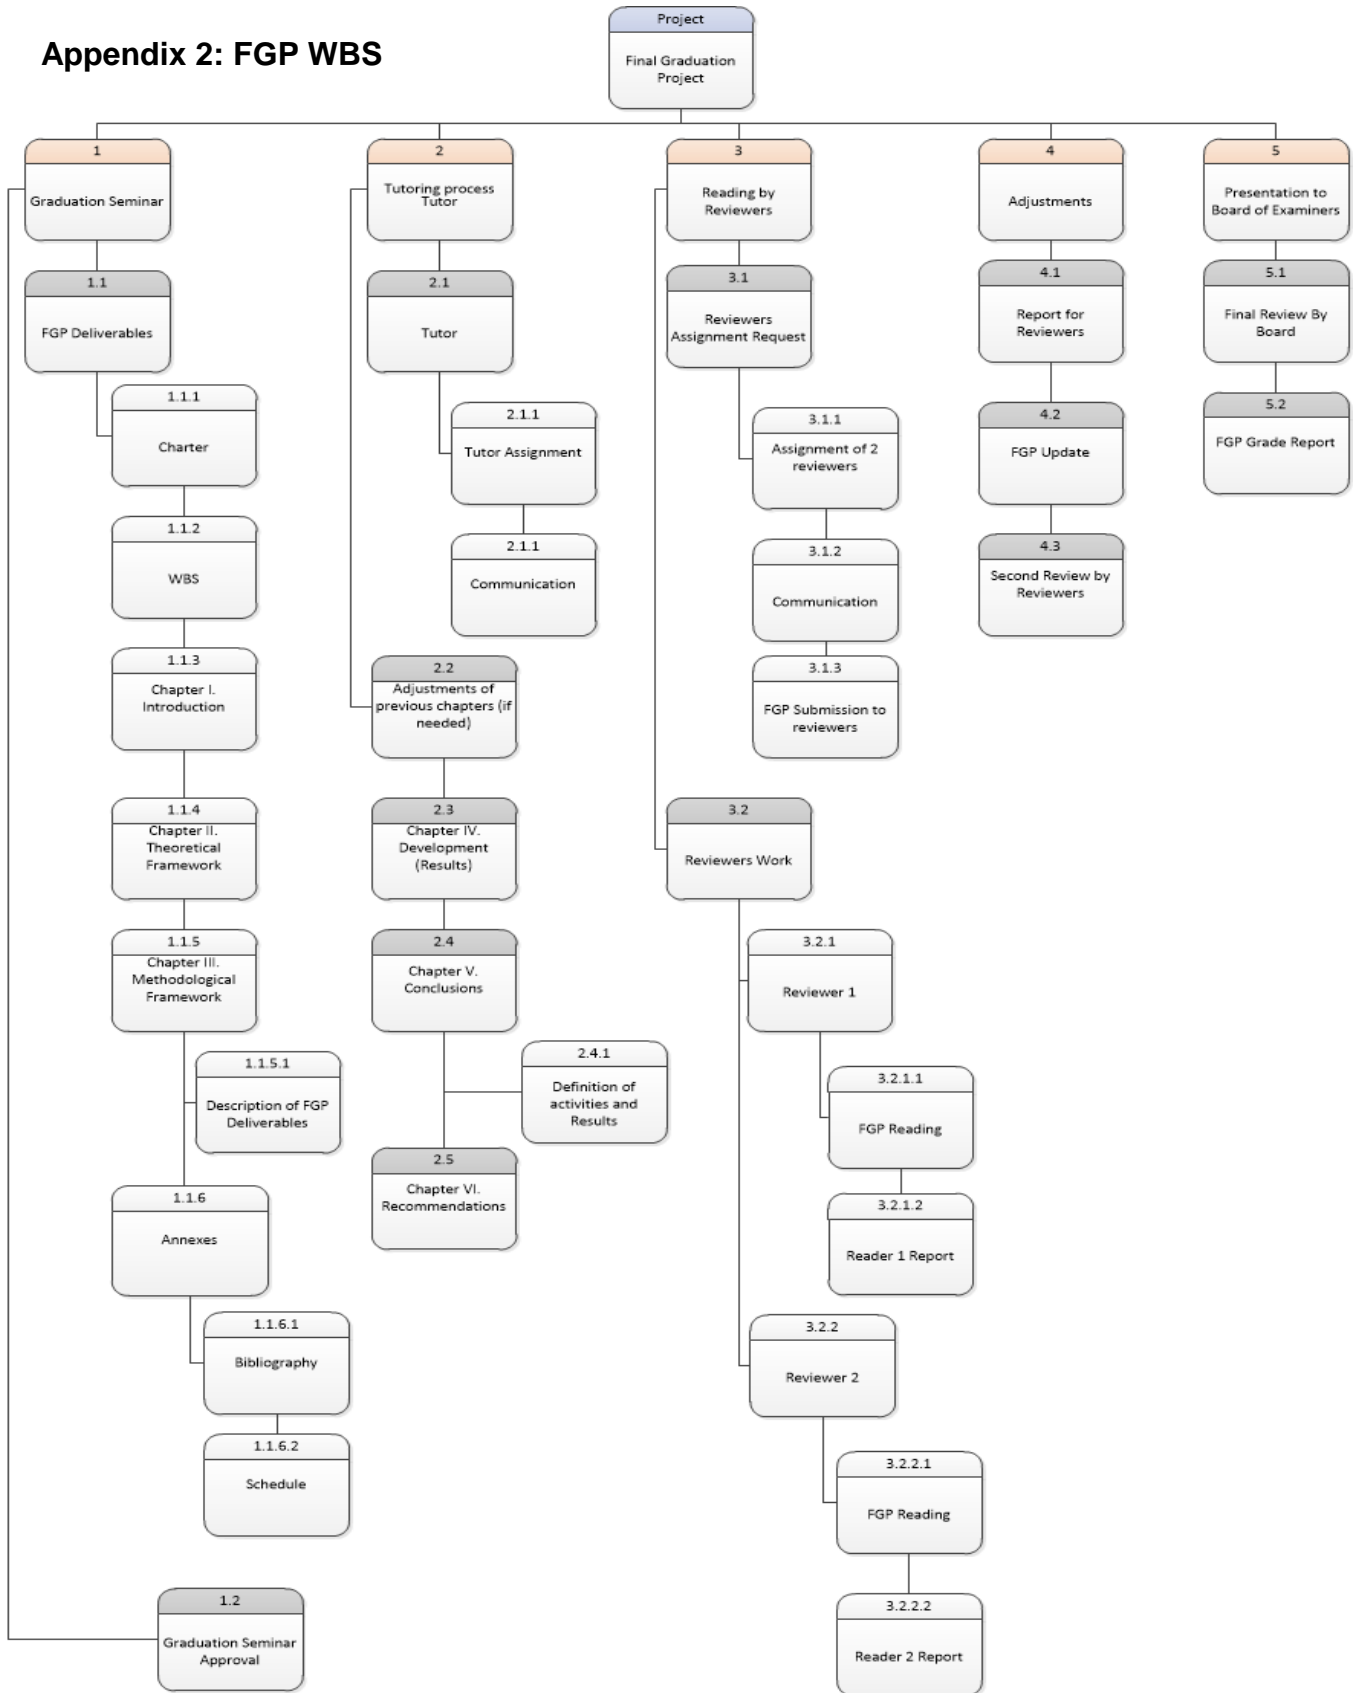 Appendix 2: FGP WBS
Project
Final Graduation
Project
1
Graduation Seminar
1.1
FGP Deliverables
1.1.1
Charter
1.1.2
WBS
1.1.3
Chapter I.
Introduction
1.1.4
Chapter II.
Theoretical
Framework
1.1.5
Chapter III.
Methodological
Framework
1.1.5.1
Description of FGP
Deliverables
1.1.6
Annexes
1.1.6.1
Bibliography
1.1.6.2
Schedule
1.2
Graduation Seminar
Approval
2
Tutoring process
Tutor
2.1
Tutor
2.1.1
Tutor Assignment
2.1.1
Communication
2.2
Adjustments of
previous chapters (if
needed)
2.3
Chapter IV.
Development
(Results)
2.4
Chapter V.
Conclusions
2.4.1
Definition of
activities and
Results
2.5
Chapter VI.
Recommendations
3
Reading by
Reviewers
3.1
Reviewers
Assignment Request
3.1.1
Assignment of 2
reviewers
3.1.2
Communication
3.1.3
FGP Submission to
reviewers
3.2
Reviewers Work
3.2.1
Reviewer 1
3.2.1.1
FGP Reading
3.2.1.2
Reader 1 Report
3.2.2
Reviewer 2
3.2.2.1
FGP Reading
3.2.2.2
Reader 2 Report
4
Adjustments
4.1
Report for
Reviewers
4.2
FGP Update
4.3
Second Review by
Reviewers
5
Presentation to
Board of Examiners
5.1
Final Review By
Board
5.2
FGP Grade Report